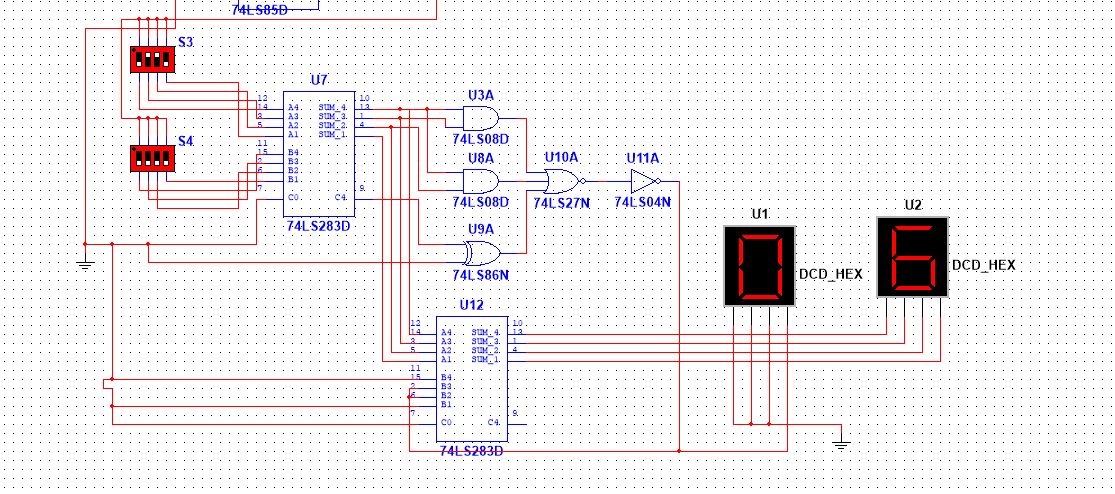 74LS85D
S3
S4
U7
12
14
3
5
11
15
2
6
7
A4
A3
A2
A1
B4
B3
B2
B1
C0
SUM_4
SUM_3
SUM_2
SUM_1
C4
10
13
1
4
9
74LS283D
U3A
74LS08D
U8A
74LS08D
U10A
74LS27N
U11A
74LS04N
U9A
74LS86N
U1
DCD_HEX
0
U2
DCD_HEX
6
U12
12
14
3
5
11
15
2
6
7
A4
A3
A2
A1
B4
B3
B2
B1
C0
SUM_4
SUM_3
SUM_2
SUM_1
C4
10
13
1
4
9
74LS283D